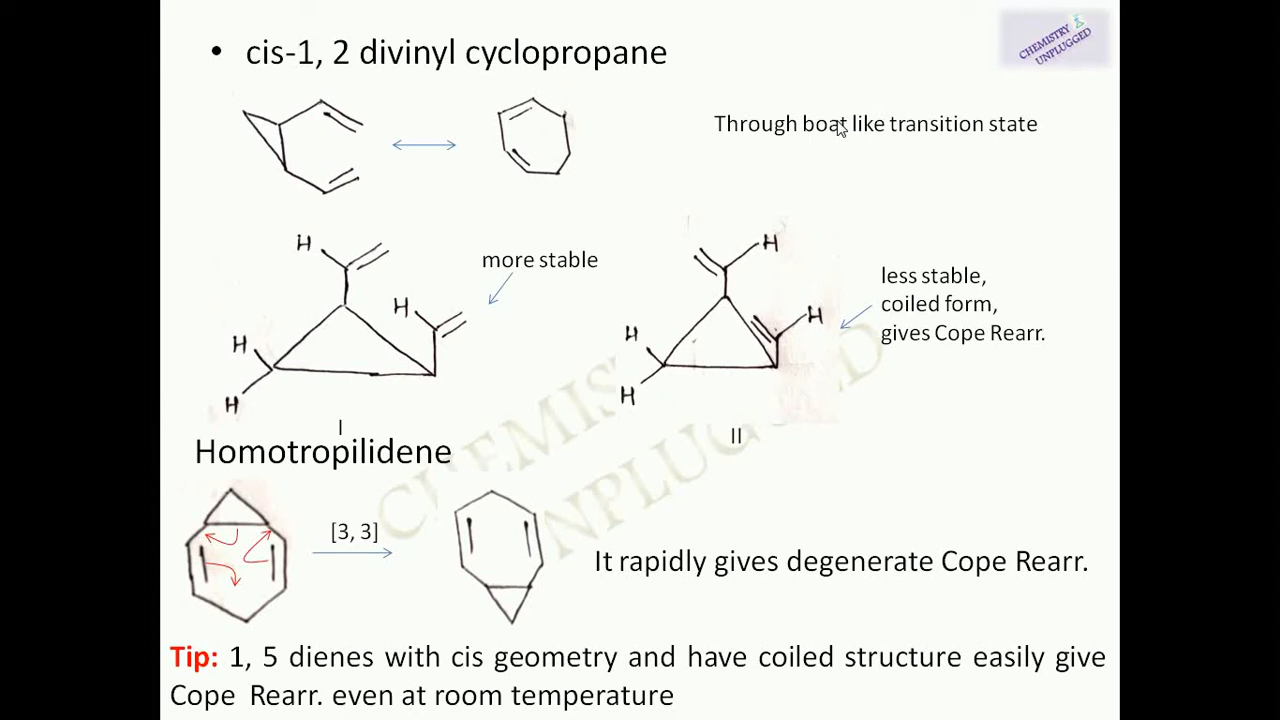 • cis-1, 2 divinyl cyclopropane
CHEMISTRY
UNPLUGGED
Through boat like transition state
H
more stable
H
H
H
I
H
H
H
H
II
less stable,
coiled form,
gives Cope Rearr.
Homotropilidene
[3, 3]
It rapidly gives degenerate Cope Rearr.
Tip: 1, 5 dienes with cis geometry and have coiled structure easily give
Cope Rearr. even at room temperature